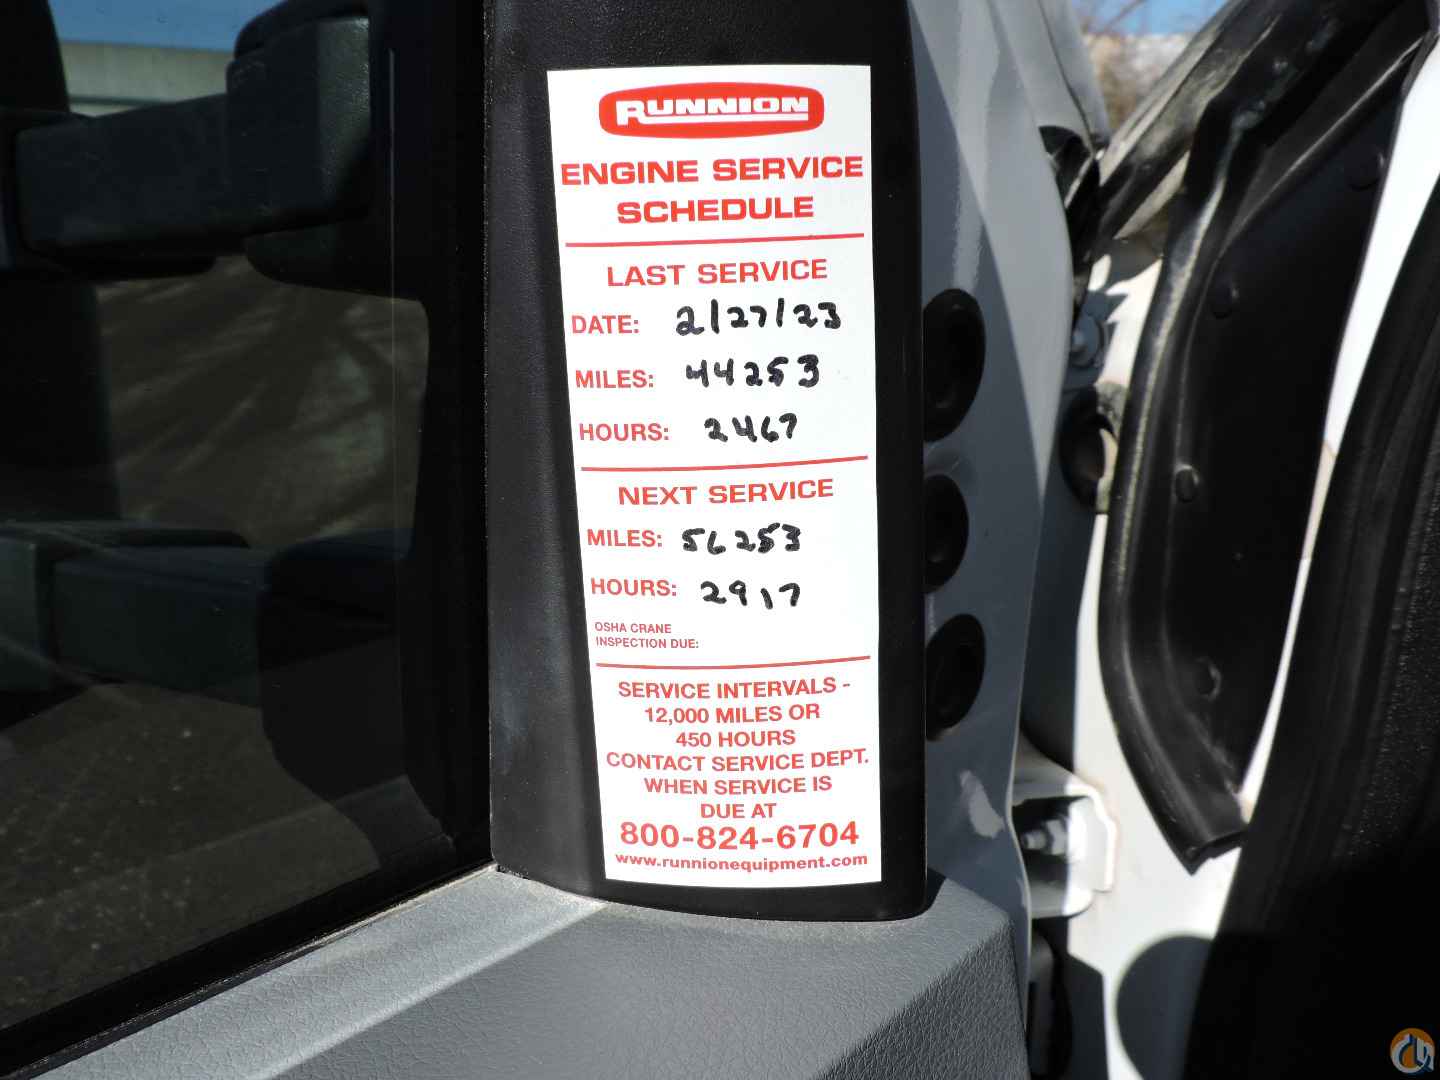 RUNNION
ENGINE SERVICE
SCHEDULE
LAST SERVICE
DATE: 2/27/23
MILES: 44253
HOURS: 2467
NEXT SERVICE
MILES: 56253
HOURS: 2917
OSHA CRANE
INSPECTION DUE:
SERVICE INTERVALS -
12,000 MILES OR
450 HOURS
CONTACT SERVICE DEPT.
WHEN SERVICE IS
DUE AT
800-824-6704
www.runnionequipment.com